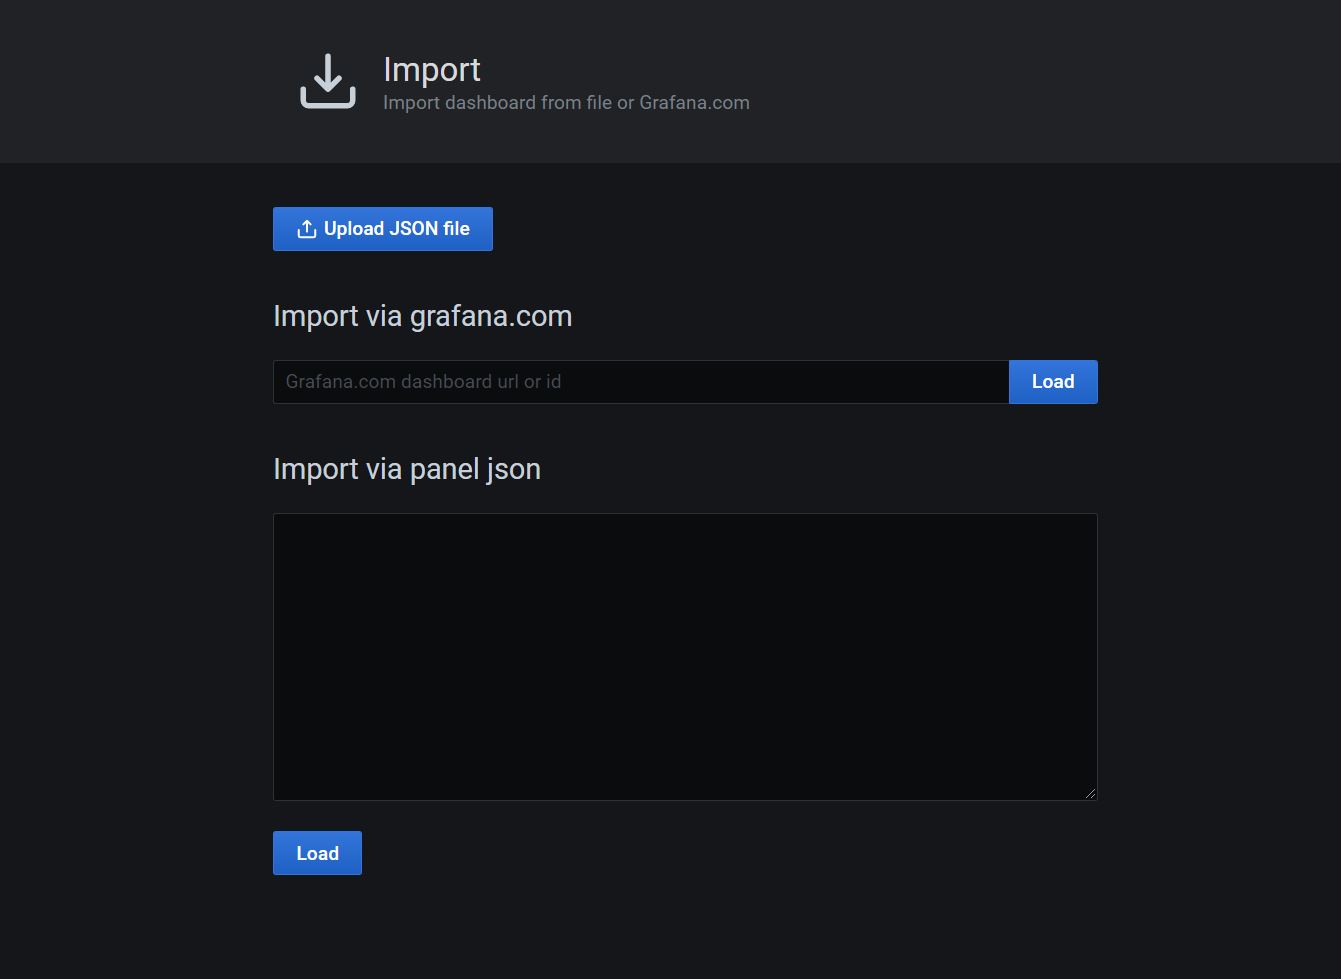 Import
Import dashboard from file or Grafana.com
Upload JSON file
Import via grafana.com
Grafana.com dashboard url or id
Load
Import via panel json
Load